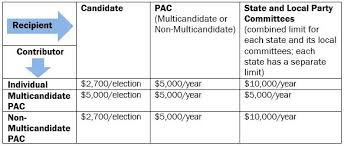 Recipient
Contributor
Candidate
PAC
(Multicandidate or
Non-Multicandidate)
State and Local Party
Committees
(combined limit for
each state and its local
committees; each
state has a separate
limit)
Individual $2,700/election $5,000/year $10,000/year
Multicandidate $5,000/election $5,000/year $5,000/year
PAC
Non- $2,700/election $5,000/year $10,000/year
Multicandidate
PAC